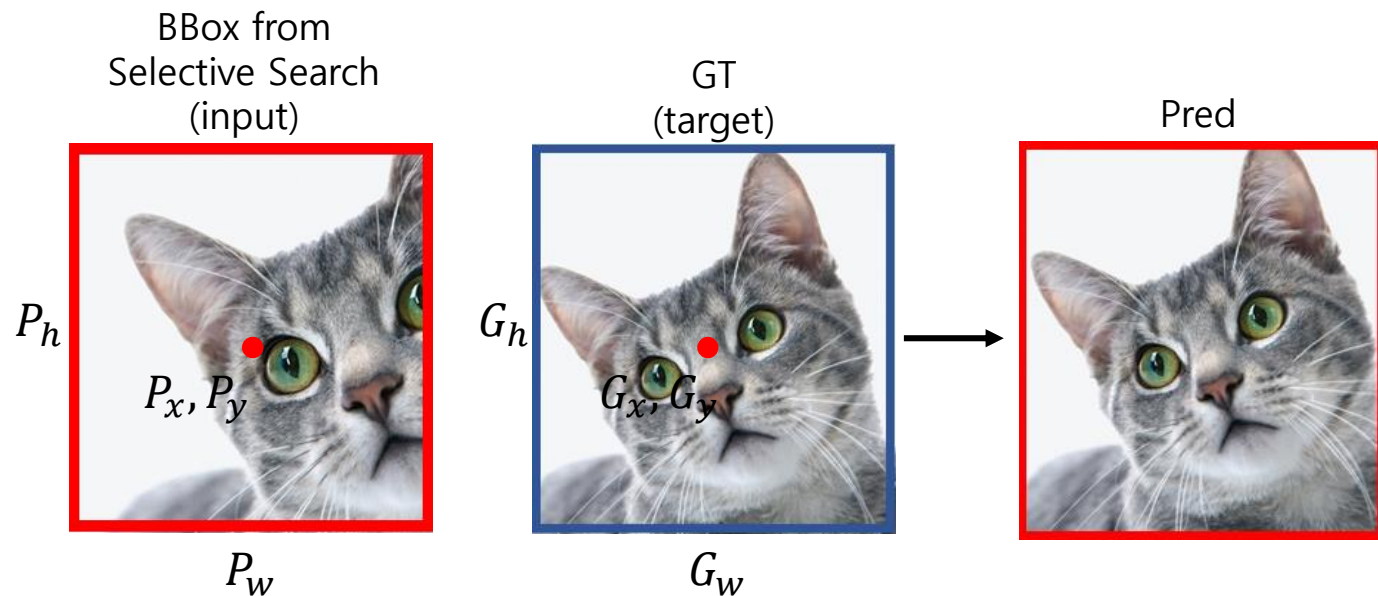 BBox from
Selective Search
(input)
GT
(target)
Pred
P_h
P_x, P_y
P_w
G_h
G_x, G_y
G_w